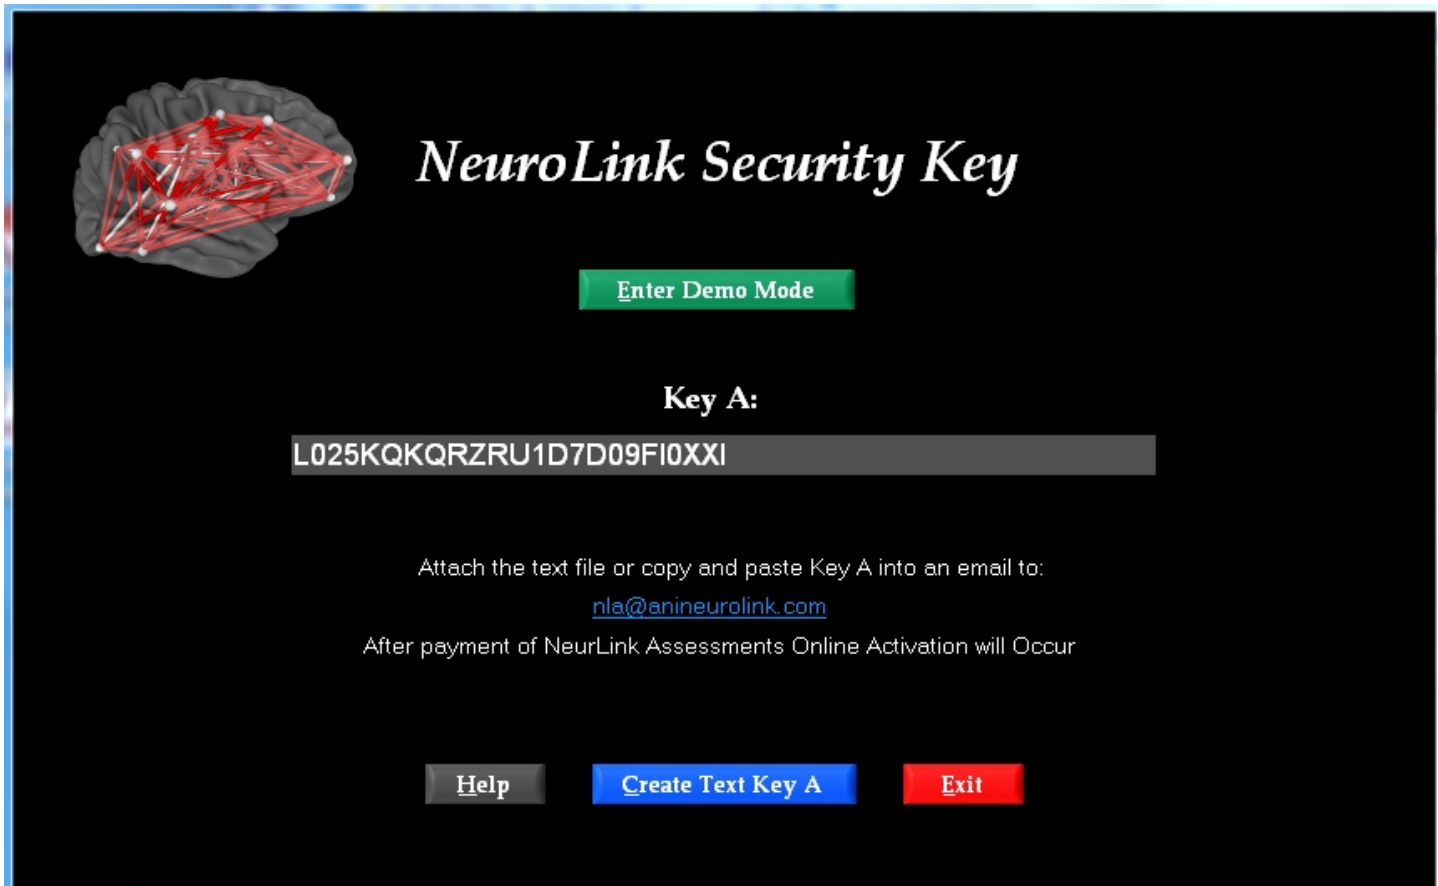 NeuroLink Security Key
Enter Demo Mode
Key A:
L025KQKQRZRU1D7D09FI0XXI
Attach the text file or copy and paste Key A into an email to:
nla@anineurolink.com
After payment of NeurLink Assessments Online Activation will Occur
Help
Create Text Key A
Exit